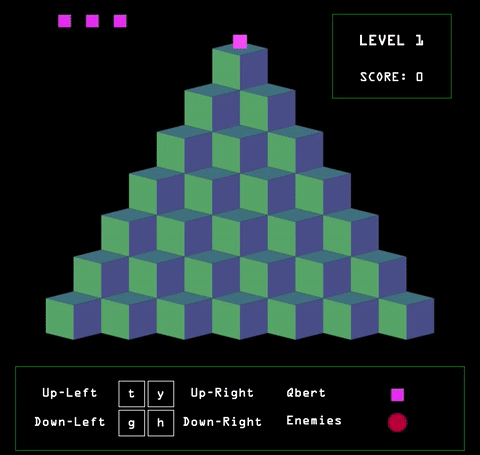 LEVEL 1
SCORE: 0
Up-Left t y Up-Right Qbert
Down-Left g h Down-Right Enemies